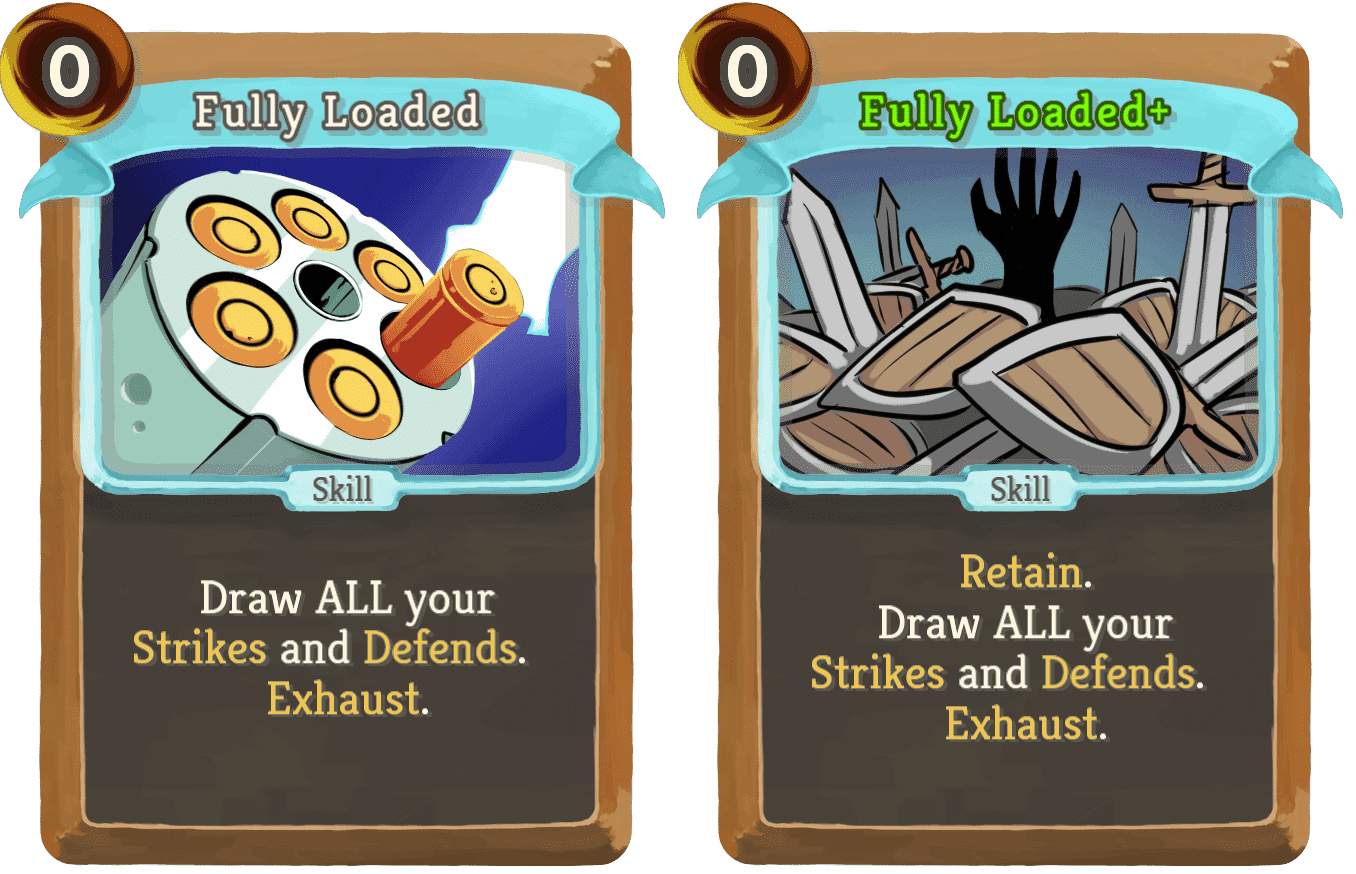 0
Fully Loaded
Skill
Draw ALL your
Strikes and Defends.
Exhaust.
0
Fully Loaded+
Skill
Retain.
Draw ALL your
Strikes and Defends.
Exhaust.